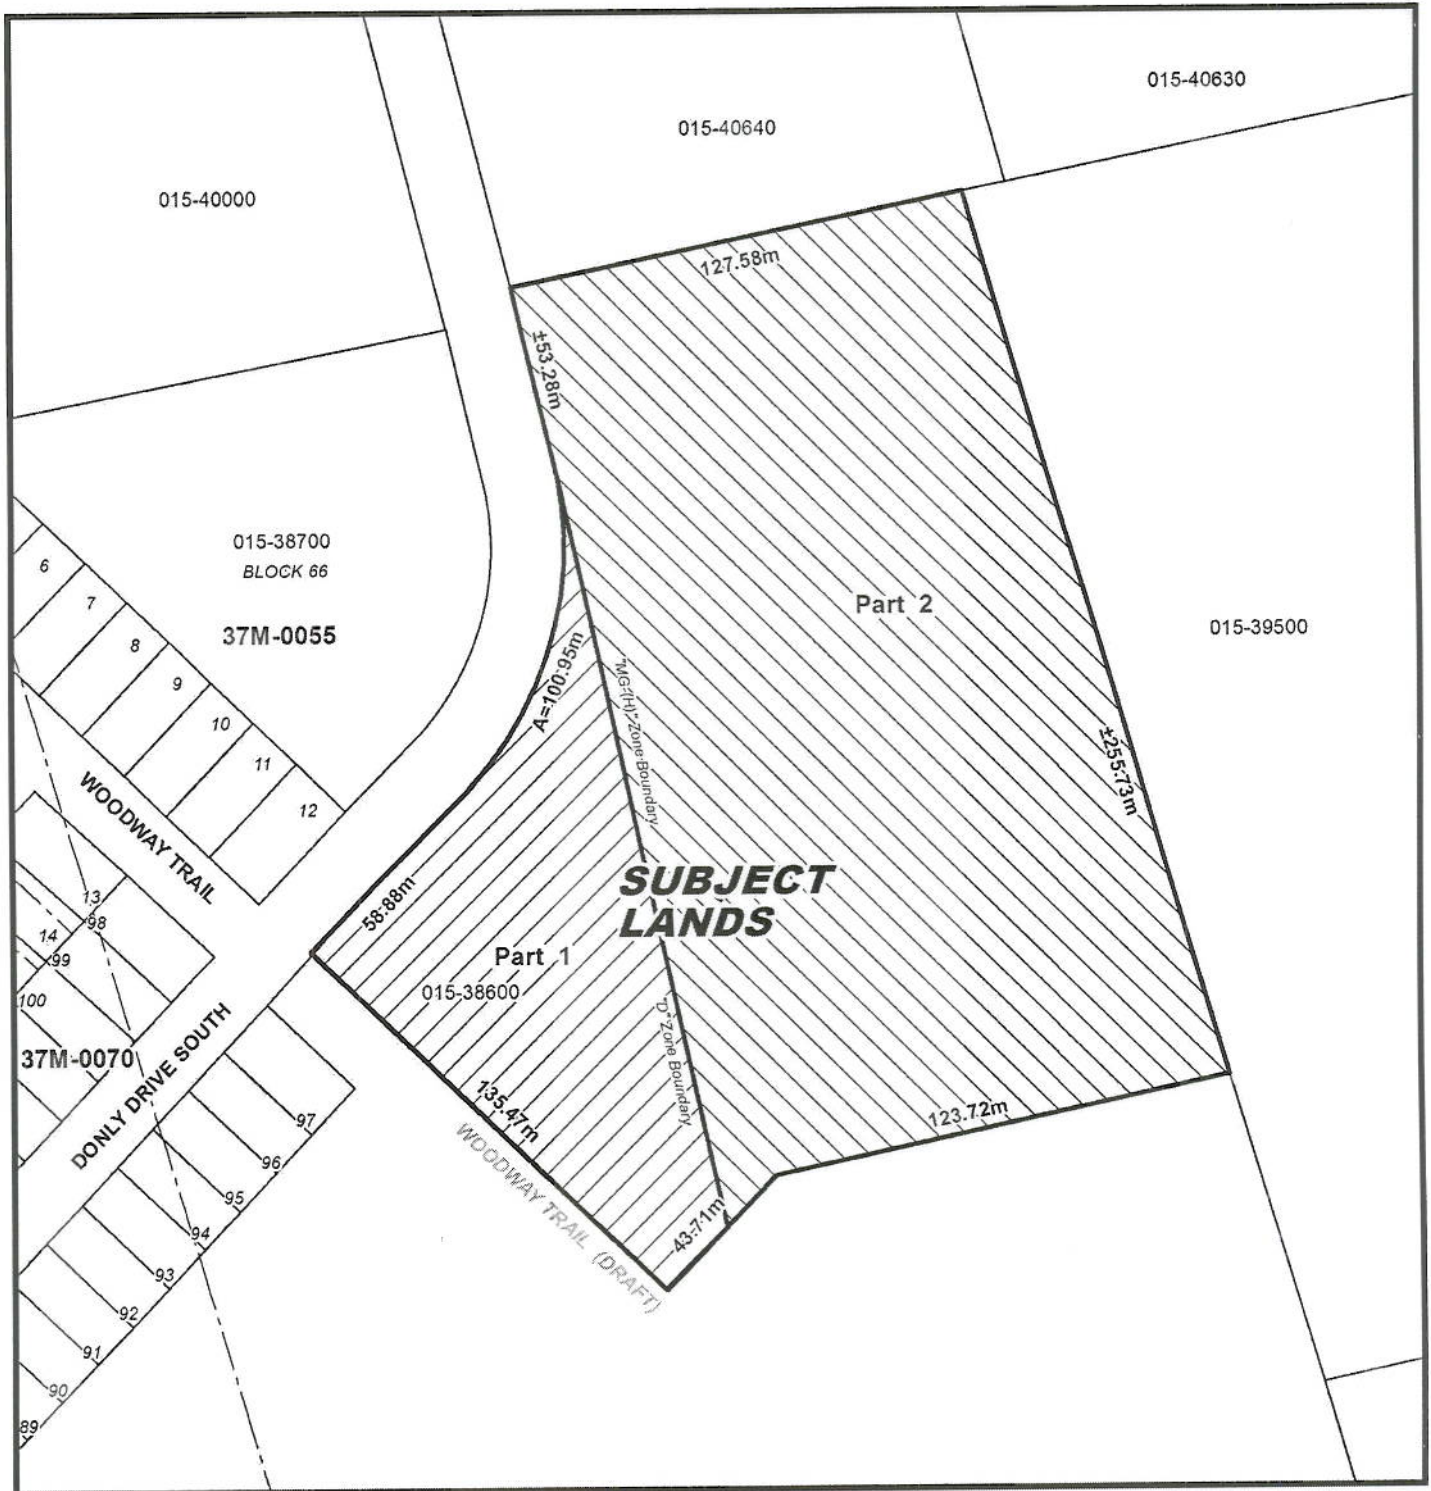 015-40630
015-40640
015-40000
127.58m
±53.28m
015-38700
BLOCK 66
37M-0055
Part 2
015-39500
6
7
8
9
10
11
12
A=100.95m
"MG(H)" Zone Boundary
±255.73m
WOODWAY TRAIL
SUBJECT
LANDS
58.88m
Part 1
015-38600
13
98
14
99
100
37M-0070
DONLY DRIVE SOUTH
"D" Zone Boundary
135.47m
WOODWAY TRAIL (DRAFT)
123.72m
43.71m
97
96
95
94
93
92
91
90
89